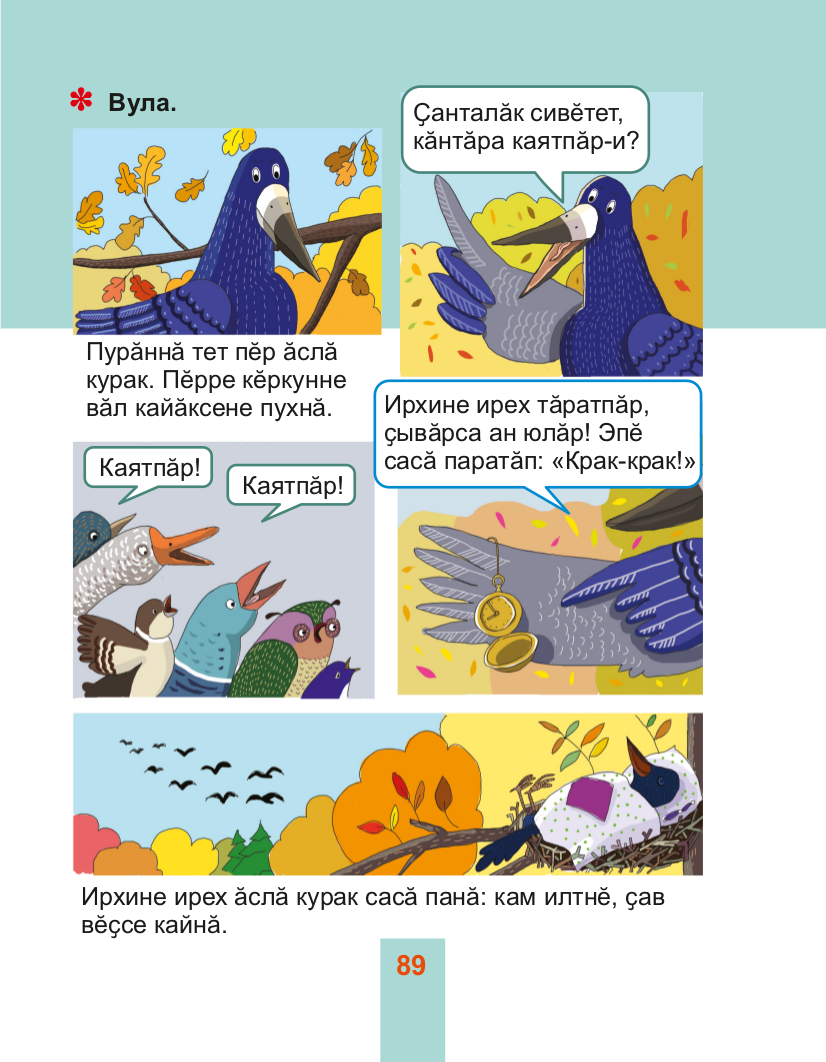 Вула.
Ҫанталӑк сивӗтет,
кӑнтӑра каятпӑр-и?
Пурӑннӑ тет пӗр ӑслӑ
курак. Пӗрре кӗркунне
вӑл кайӑксене пухнӑ.
Каятпӑр!
Каятпӑр!
Ирхине ирех тӑратпӑр,
ҫывӑрса ан юлӑр! Эпӗ
сасӑ паратӑп: «Крак-крак!»
Ирхине ирех ӑслӑ курак сасӑ панӑ: кам илтнӗ, ҫав
вӗҫсе кайнӑ.
89